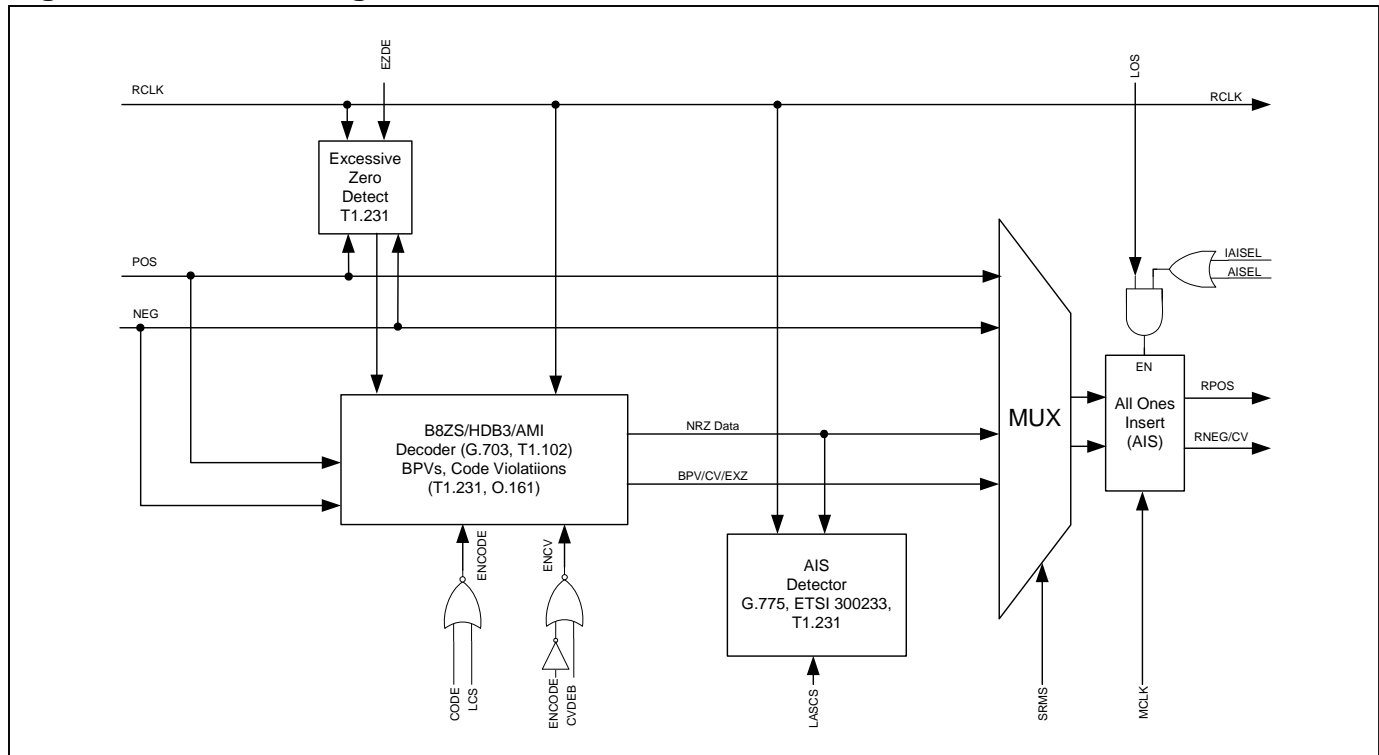 EZDE
LOS
RCLK
RCLK
Excessive
Zero
Detect
T1.231
IAISEL
AISEL
POS
NEG
EN
All Ones
Insert
(AIS)
RPOS
RNEG/CV
MUX
B8ZS/HDB3/AMI
Decoder (G.703, T1.102)
BPVs, Code Violatiions
(T1.231, O.161)
NRZ Data
BPV/CV/EXZ
AIS
Detector
G.775, ETSI 300233,
T1.231
ENCODE
ENCV
CODE
LCS
ENCODE
CVDEB
LASCS
SRMS
MCLK